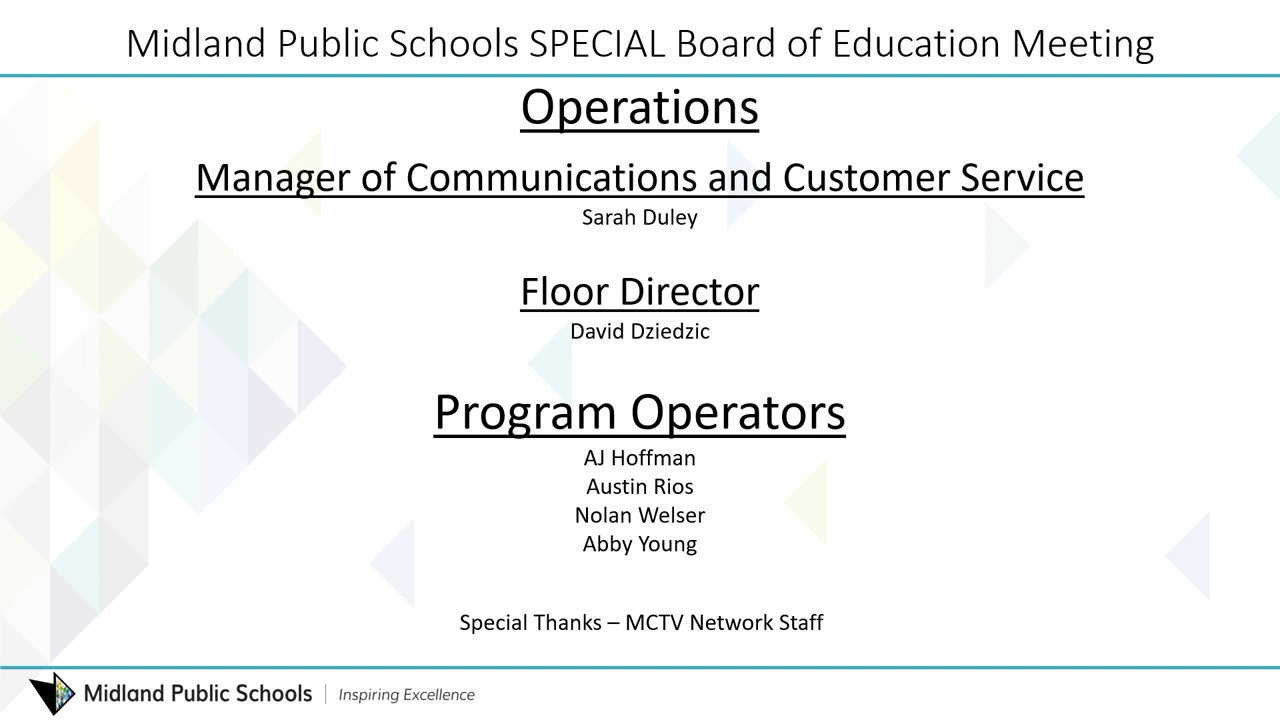 Midland Public Schools SPECIAL Board of Education Meeting
Operations
Manager of Communications and Customer Service
Sarah Duley
Floor Director
David Dziedzic
Program Operators
AJ Hoffman
Austin Rios
Nolan Welser
Abby Young
Special Thanks – MCTV Network Staff
Midland Public Schools | Inspiring Excellence